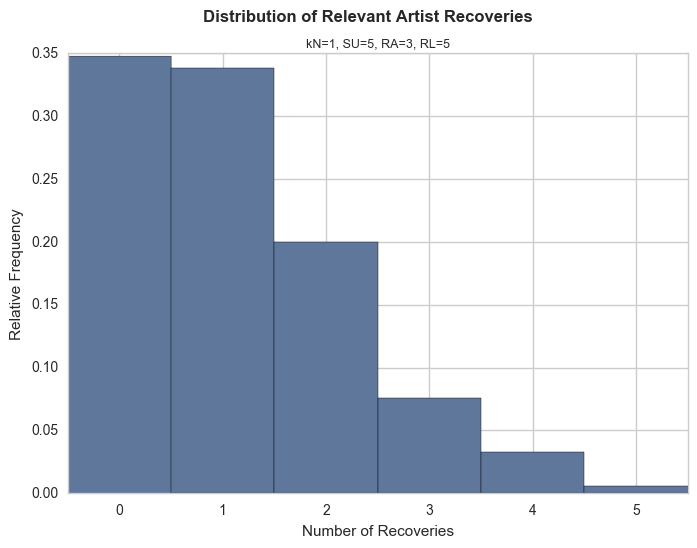 Distribution of Relevant Artist Recoveries
kN=1, SU=5, RA=3, RL=5
0.35
0.30
0.25
0.20
0.15
0.10
0.05
0.00
Relative Frequency
0 1 2 3 4 5
Number of Recoveries